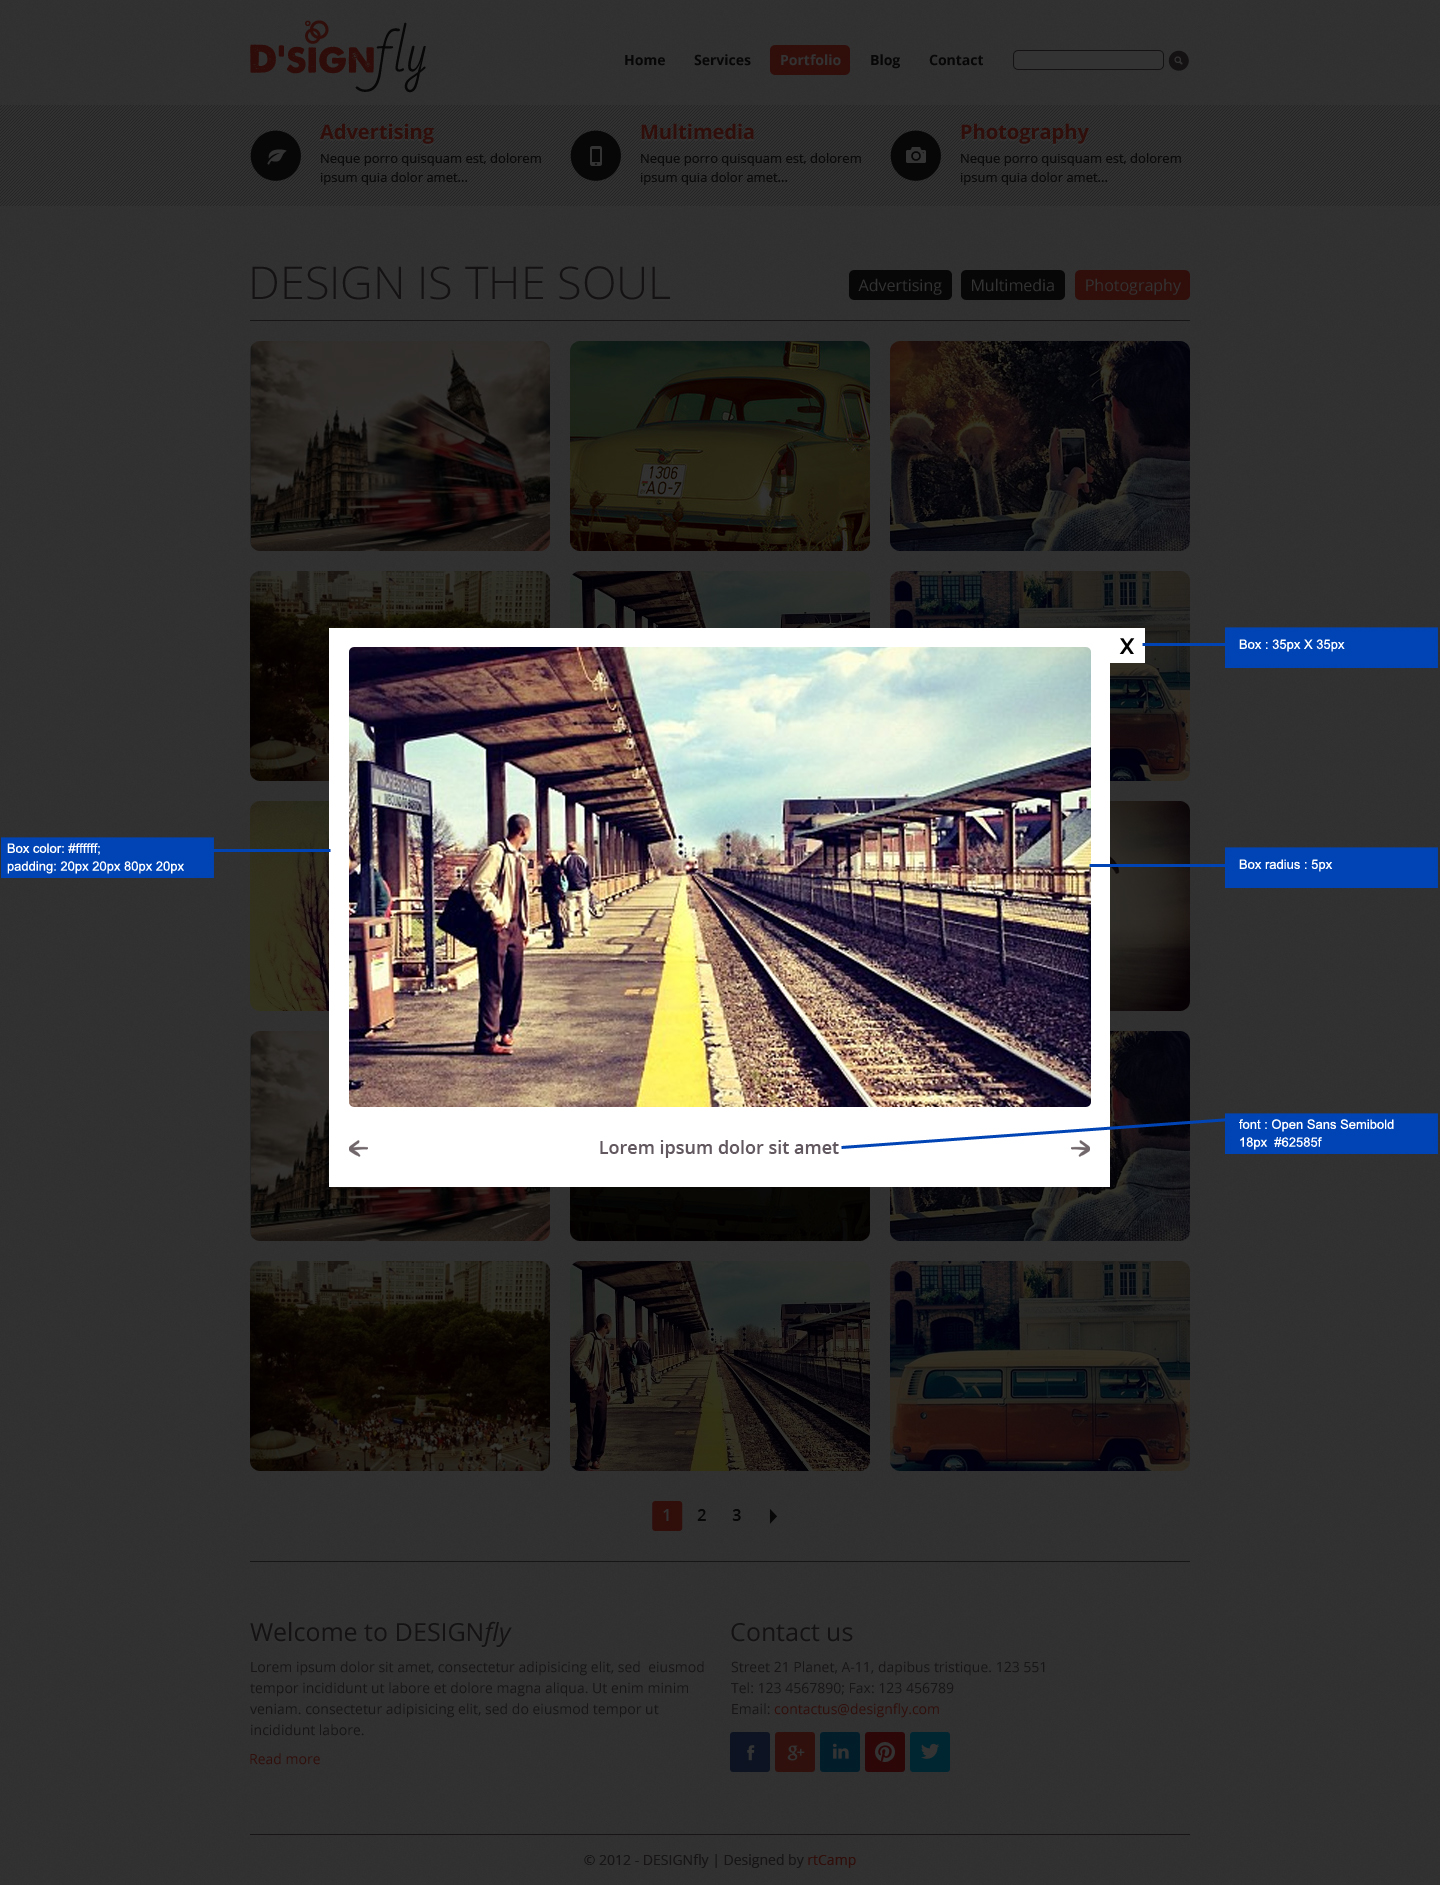 D'SIGNfly
Home Services Portfolio Blog Contact
Advertising
Neque porro quisquam est, dolorem
ipsum quia dolor amet...
Multimedia
Neque porro quisquam est, dolorem
ipsum quia dolor amet...
Photography
Neque porro quisquam est, dolorem
ipsum quia dolor amet...
DESIGN IS THE SOUL
Advertising Multimedia Photography
1306
AO-7
X
Box : 35px X 35px
WINCHESTER CENTER
INBOUND TO BOSTON
Box color: #ffffff;
padding: 20px 20px 80px 20px
Box radius : 5px
Lorem ipsum dolor sit amet
font : Open Sans Semibold
18px #62585f
1 2 3
Welcome to DESIGNfly
Lorem ipsum dolor sit amet, consectetur adipisicing elit, sed eiusmod
tempor incididunt ut labore et dolore magna aliqua. Ut enim minim
veniam. consectetur adipisicing elit, sed do eiusmod tempor ut
incididunt labore.
Read more
Contact us
Street 21 Planet, A-11, dapibus tristique. 123 551
Tel: 123 4567890; Fax: 123 456789
Email: contactus@designfly.com
f g+ in
© 2012 - DESIGNfly | Designed by rtCamp